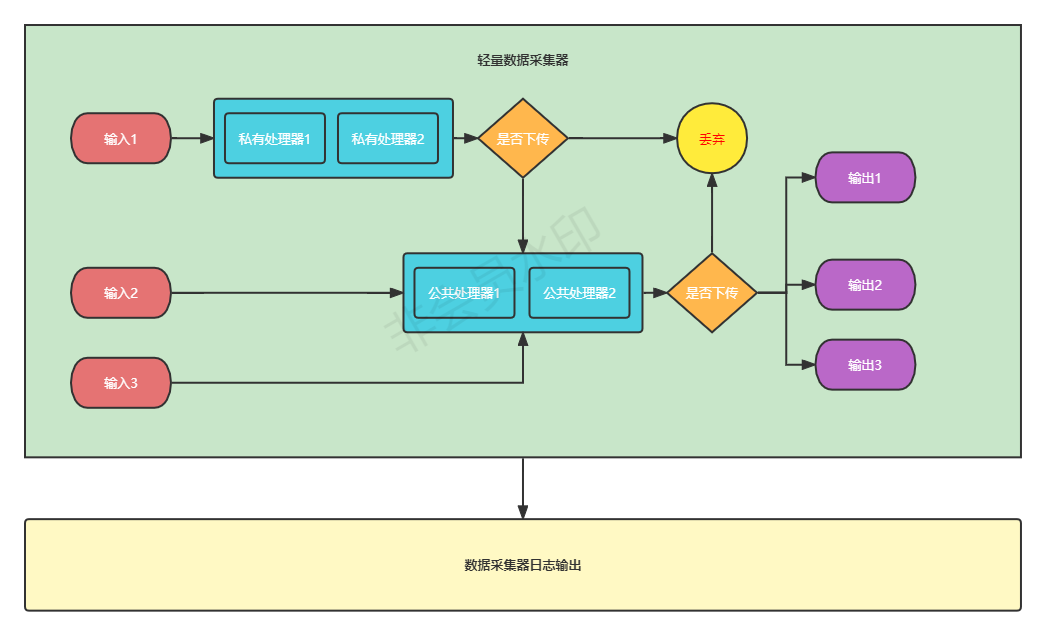 轻量数据采集器
输入1
私有处理器1
私有处理器2
是否下传
丢弃
输出1
输入2
公共处理器1
公共处理器2
是否下传
输出2
输入3
输出3
非会员水印
数据采集器日志输出